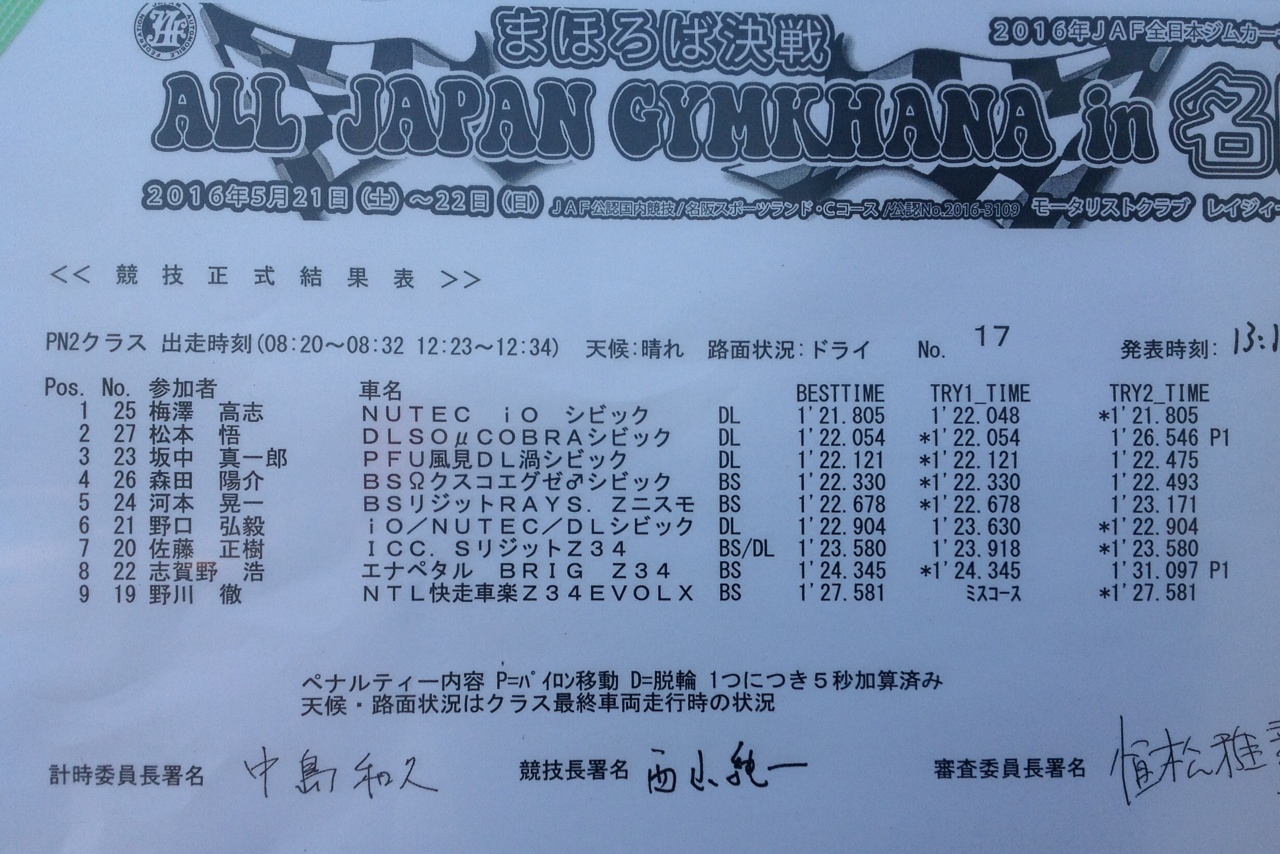 まほろば決戦
2016年JAF全日本ジムカー
ALL JAPAN GYMKHANA in 名
2016年5月21日(土)~22日(日) JAF公認国内競技/名阪スポーツランド・Cコース/公認No.2016-3109 モータリストクラブ レイジィー
<< 競技正式結果表 >>
PN2クラス 出走時刻(08:20~08:32 12:23~12:34) 天候:晴れ 路面状況:ドライ No. 17 発表時刻: 13:1
Pos. No. 参加者 車名 BESTTIME TRY1_TIME TRY2_TIME
1 25 梅澤 高志 NUTEC iO シビック DL 1'21.805 1'22.048 *1'21.805
2 27 松本 悟 DLSOμCOBRAシビック DL 1'22.054 *1'22.054 1'26.546 P1
3 23 坂中 真一郎 PFU風見DL渦シビック DL 1'22.121 *1'22.121 1'22.475
4 26 森田 陽介 BSΩクスコエグゼ♂シビック BS 1'22.330 *1'22.330 1'22.493
5 24 河本 晃一 BSリジットRAYS. Zニスモ BS 1'22.678 *1'22.678 1'23.171
6 21 野口 弘毅 iO/NUTEC/DLシビック DL 1'22.904 1'23.630 *1'22.904
7 20 佐藤 正樹 ICC. SリジットZ34 BS/DL 1'23.580 1'23.918 *1'23.580
8 22 志賀野 浩 エナペタル BRIG Z34 BS 1'24.345 *1'24.345 1'31.097 P1
9 19 野川 徹 NTL快走車楽Z34EVOLX BS 1'27.581 ミスコース *1'27.581
ペナルティー内容 P=パイロン移動 D=脱輪 1つにつき5秒加算済み
天候・路面状況はクラス最終車両走行時の状況
計時委員長署名 中島和久 競技長署名 西山純一 審査委員長署名 恒松雅